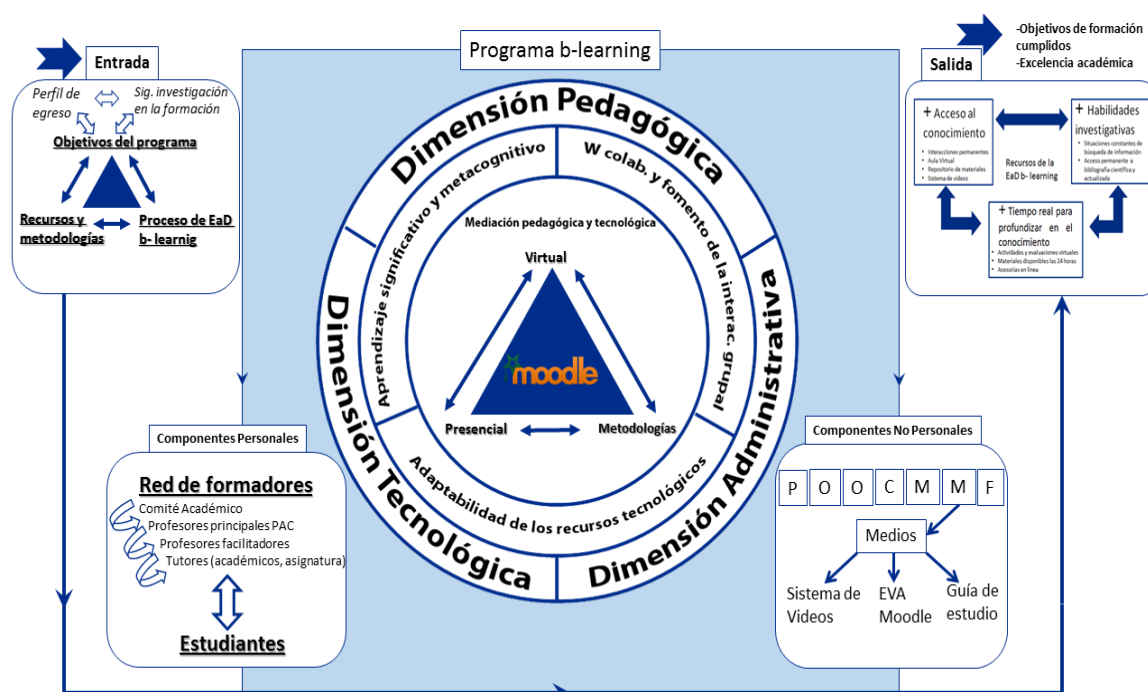 Programa b-learning
Entrada
Perfil de
egreso
Sig. investigación
en la formación
Objetivos del programa
Recursos y
metodologías
Proceso de EaD
b- learnig
Dimensión Pedagógica
Dimensión Administrativa
Dimensión Tecnológica
Aprendizaje significativo y metacognitivo
W colab. y fomento de la interac. grupal
Adaptabilidad de los recursos tecnológicos
Mediación pedagógica y tecnológica
Virtual
moodle
Presencial
Metodologías
-Objetivos de formación
cumplidos
-Excelencia académica
Salida
+ Acceso al
conocimiento
• Interacciones permanentes
• Aula Virtual
• Repositorio de materiales
• Sistema de videos
Recursos de la
EaD b- learning
+ Habilidades
investigativas
• Situaciones constantes de
búsqueda de información
• Acceso permanente a
bibliografía científica y
actualizada
+ Tiempo real para
profundizar en el
conocimiento
• Actividades y evaluaciones virtuales
• Materiales disponibles las 24 horas
• Asesorías en línea
Componentes Personales
Red de formadores
Comité Académico
Profesores principales PAC
Profesores facilitadores
Tutores (académicos, asignatura)
Estudiantes
Componentes No Personales
P O O C M M F
Medios
Sistema de
Videos
EVA
Moodle
Guía de
estudio